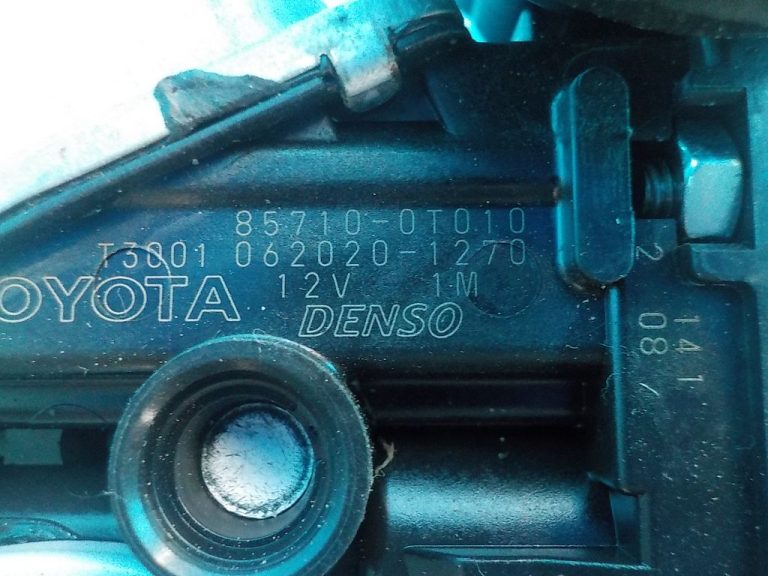 85710-0T010
T3001 062020-1270
OYOTA 12V 1M
DENSO
2
141
08 /